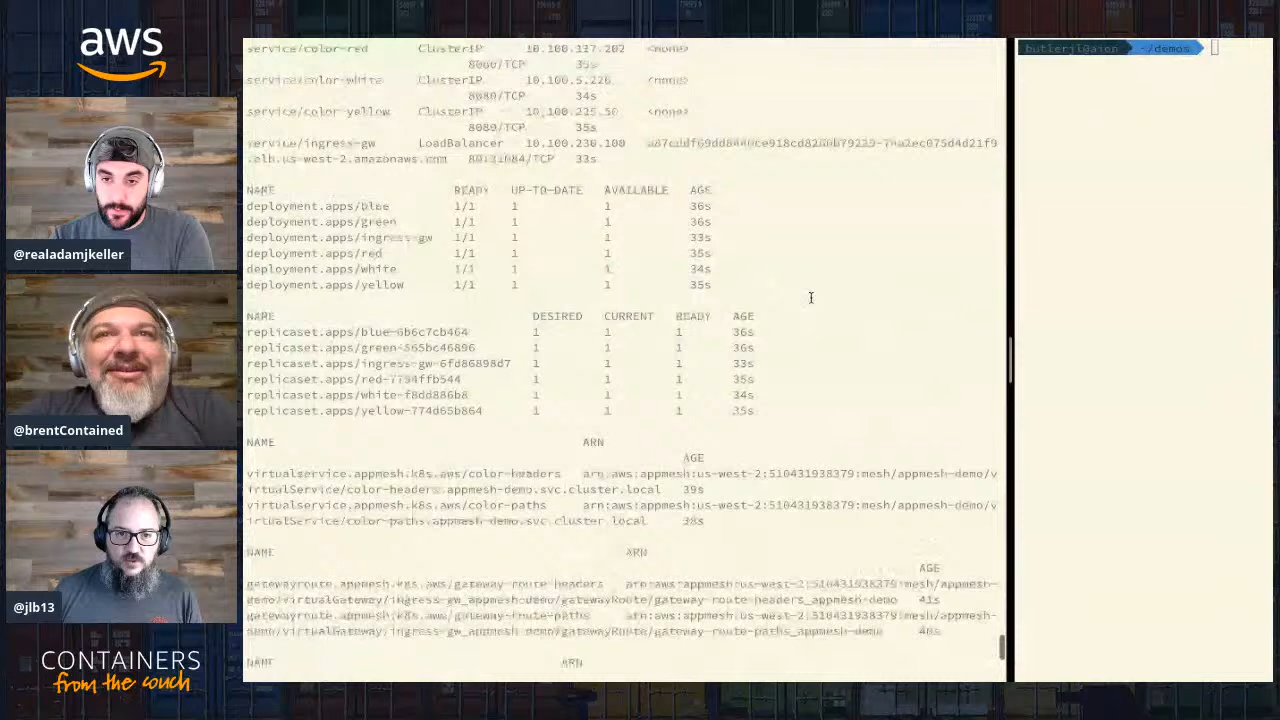 aws
@realadamjkeller
@brentContained
@jlb13
CONTAINERS
from the couch
service/color-red ClusterIP 10.100.137.202 <none>
8080/TCP 35s
service/color-white ClusterIP 10.100.5.226 <none>
8080/TCP 34s
service/color-yellow ClusterIP 10.100.225.50 <none>
8080/TCP 35s
service/ingress-gw LoadBalancer 10.100.230.100
.elb.us-west-2.amazonaws.com 33s
NAME READY UP-TO-DATE AVAILABLE AGE
deployment.apps/blue 1/1 1 1 36s
deployment.apps/green 1/1 1 1 36s
deployment.apps/ingress-gw 1/1 1 1 33s
deployment.apps/red 1/1 1 1 35s
deployment.apps/white 1/1 1 1 34s
deployment.apps/yellow 1/1 1 1 35s
NAME DESIRED CURRENT READY AGE
replicaset.apps/blue-6b6c7cb464 1 1 1 36s
replicaset.apps/green-565bc46896 1 1 1 36s
replicaset.apps/ingress-gw-6fd86898d7 1 1 1 33s
replicaset.apps/red-7794ffb544 1 1 1 35s
replicaset.apps/white-f8dd886b8 1 1 1 34s
replicaset.apps/yellow-774d65b864 1 1 1 35s
NAME ARN
AGE
virtualservice.appmesh.k8s.aws/color-headers arn:aws:appmesh:us-west-2:510431938379:mesh/appmesh-demo/v
irtualService/color-headers.appmesh-demo.svc.cluster.local 39s
virtualservice.appmesh.k8s.aws/color-paths arn:aws:appmesh:us-west-2:510431938379:mesh/appmesh-demo/v
irtualService/color-paths.appmesh-demo.svc.cluster.local 38s
NAME ARN
AGE
gatewayroute.appmesh.k8s.aws/gateway-route-headers arn:aws:appmesh:us-west-2:510431938379:mesh/appmesh-
demo/virtualGateway/ingress-gw_appmesh-demo/gatewayRoute/gateway-route-headers_appmesh-demo 41s
gatewayroute.appmesh.k8s.aws/gateway-route-paths arn:aws:appmesh:us-west-2:510431938379:mesh/appmesh-
demo/virtualGateway/ingress-gw_appmesh-demo/gatewayRoute/gateway-route-paths_appmesh-demo 40s
NAME ARN
butlerjl@aion ~/demos